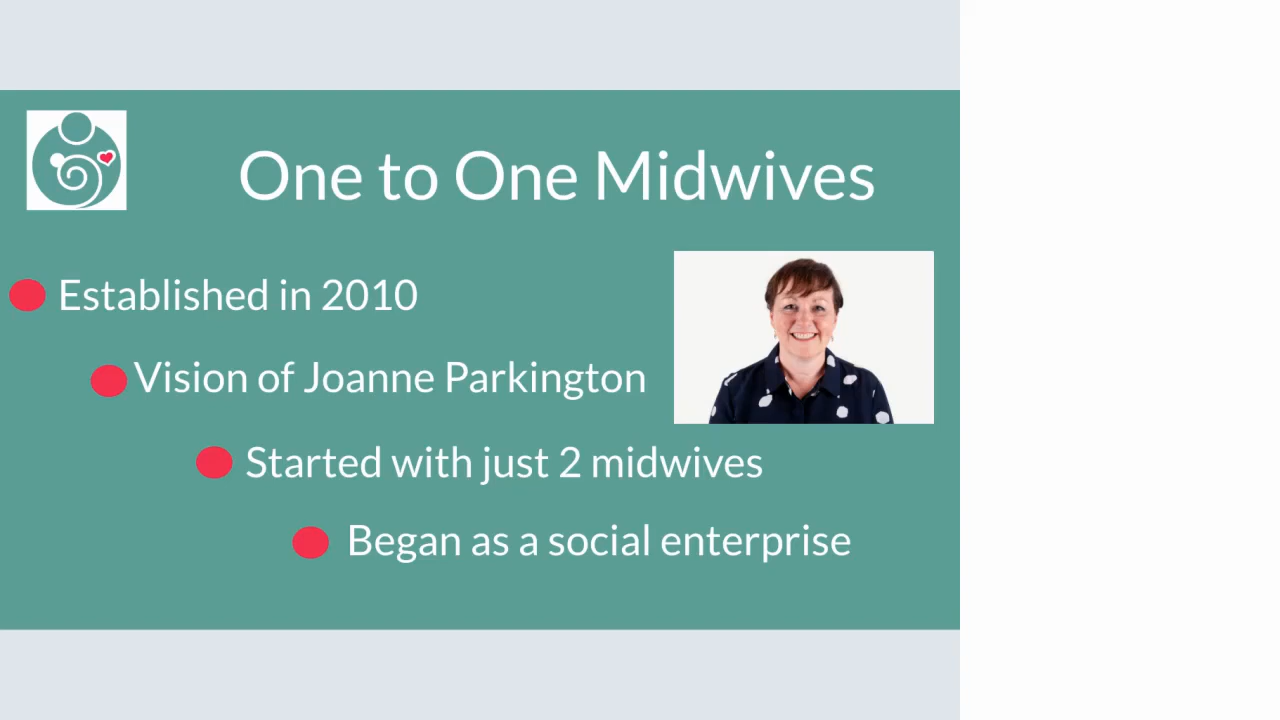 One to One Midwives
Established in 2010
Vision of Joanne Parkington
Started with just 2 midwives
Began as a social enterprise